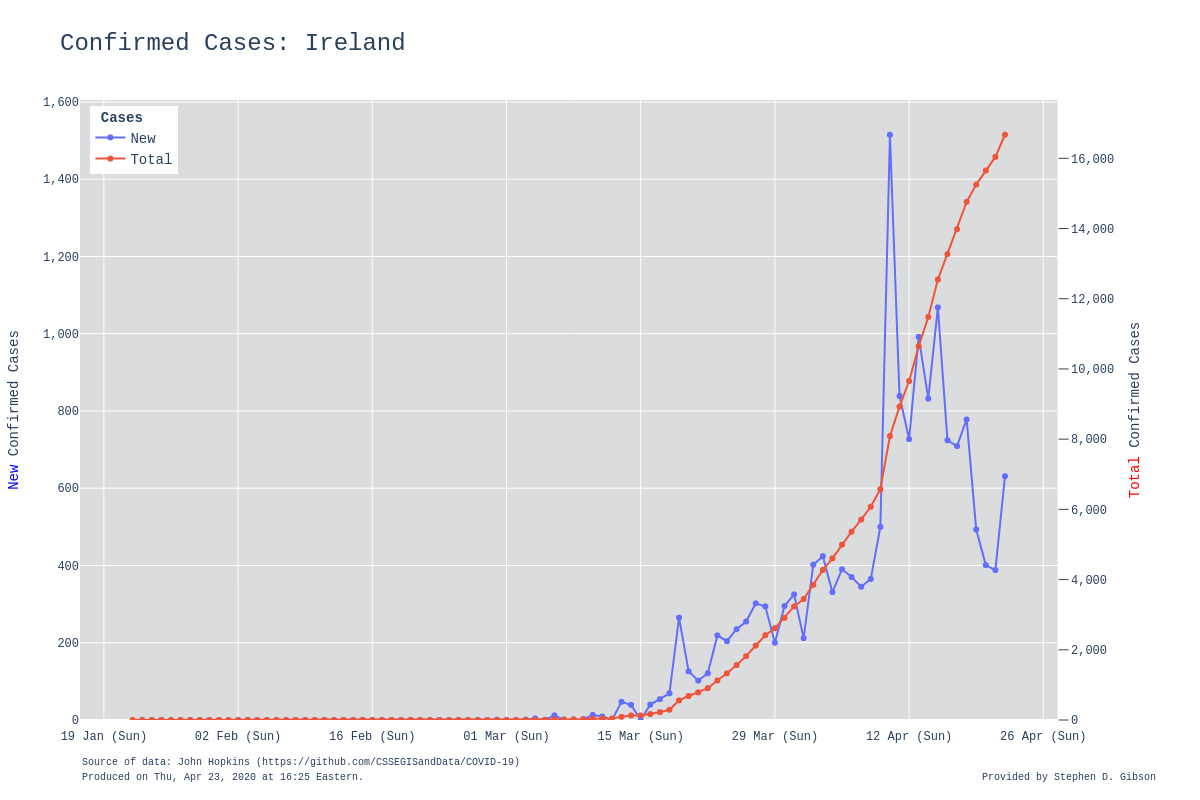 Confirmed Cases: Ireland
Cases
New
Total
1,600
1,400
1,200
1,000
800
600
400
200
0
New Confirmed Cases
16,000
14,000
12,000
10,000
8,000
6,000
4,000
2,000
0
Total Confirmed Cases
19 Jan (Sun) 02 Feb (Sun) 16 Feb (Sun) 01 Mar (Sun) 15 Mar (Sun) 29 Mar (Sun) 12 Apr (Sun) 26 Apr (Sun)
Source of data: John Hopkins (https://github.com/CSSEGISandData/COVID-19)
Produced on Thu, Apr 23, 2020 at 16:25 Eastern.
Provided by Stephen D. Gibson